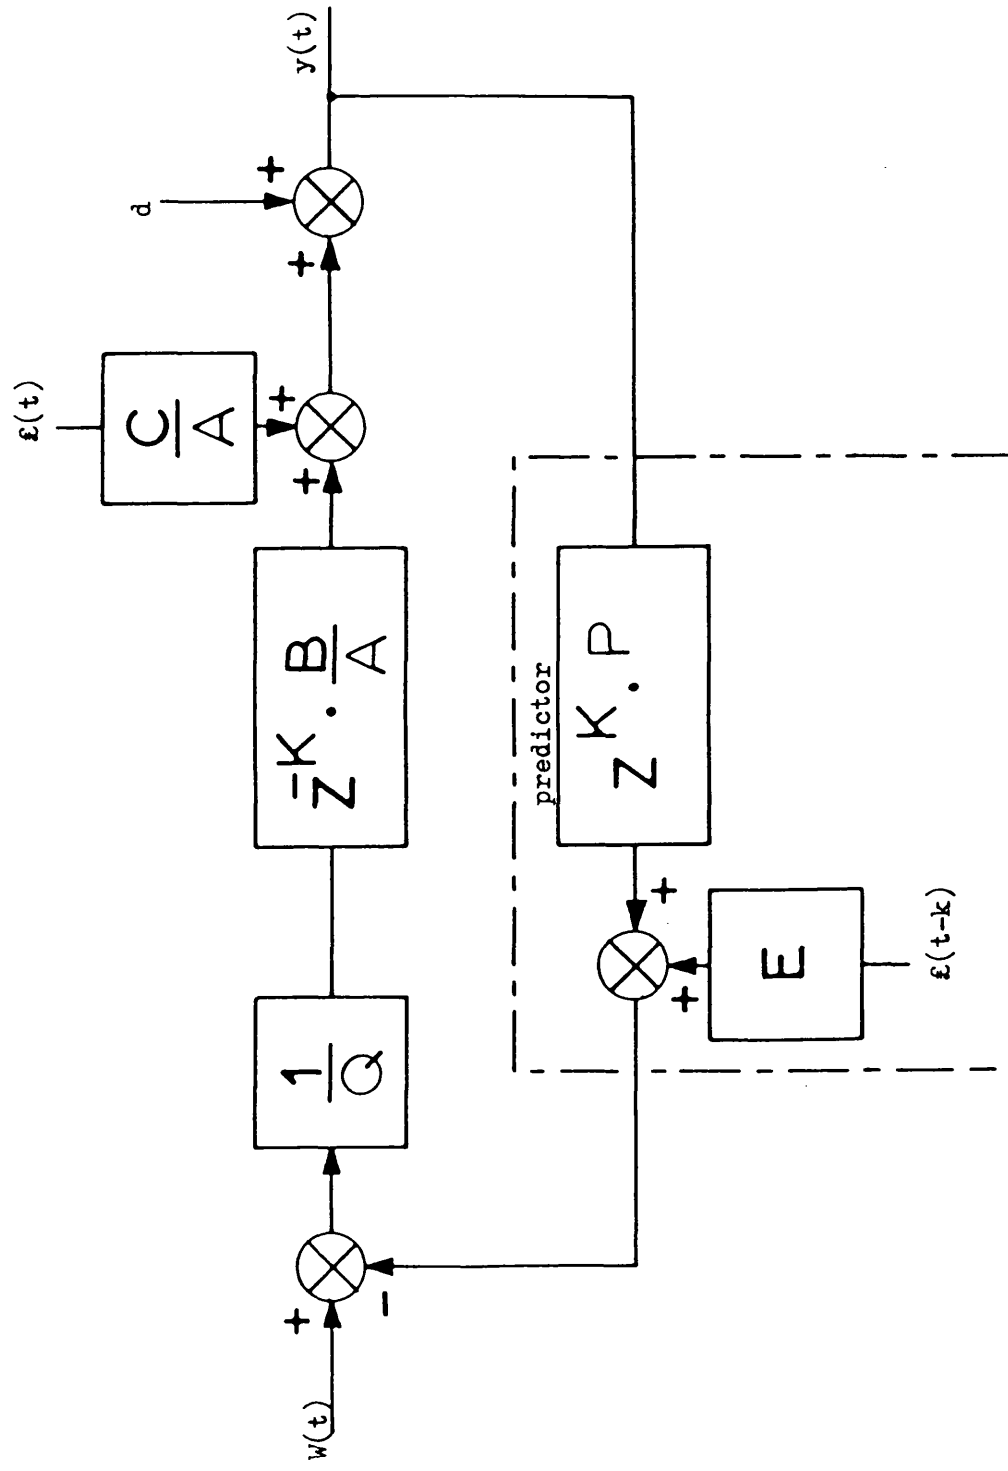 £(t)
d
C
A
+
+
+
+
W(t)
+
-
1
Q
Z^-K . B
A
y(t)
predictor
+
+
Z^K . P
E
£(t-k)